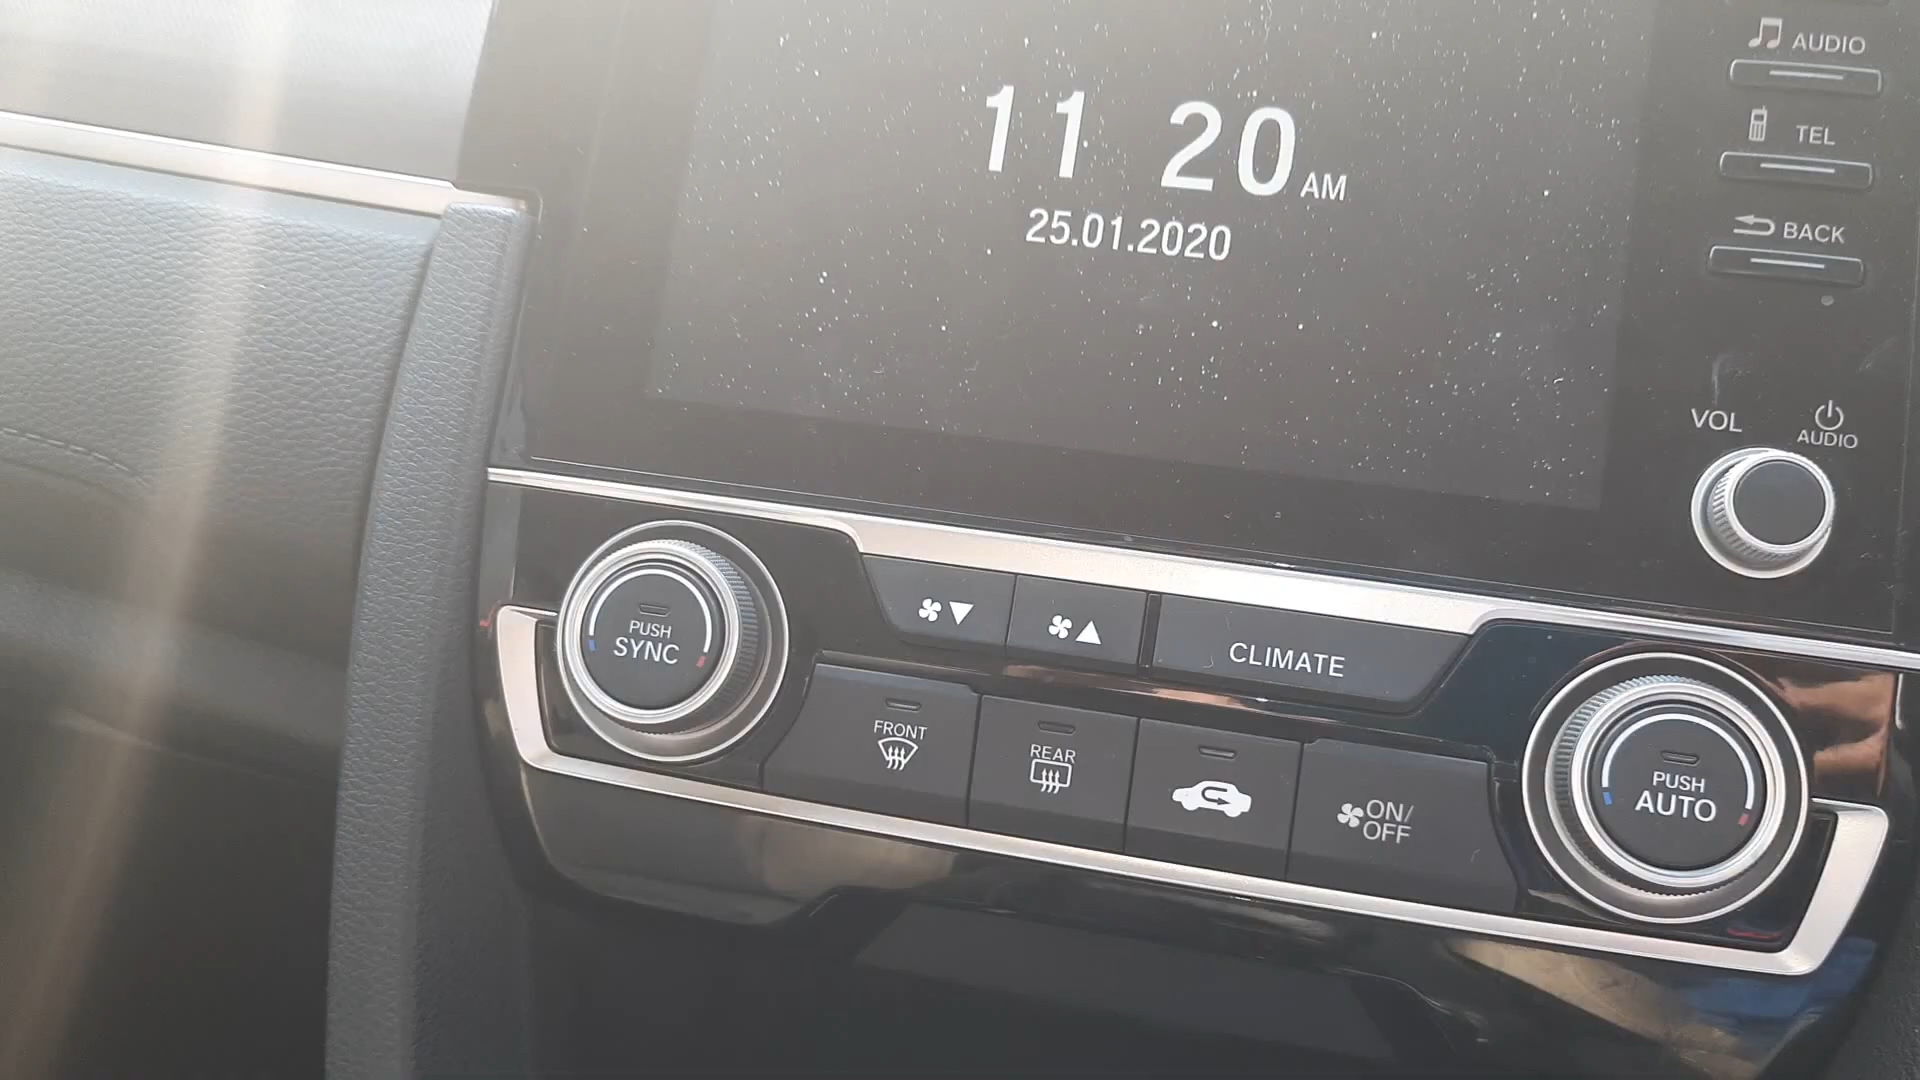 AUDIO
TEL
BACK
11 20 AM
25.01.2020
VOL
AUDIO
PUSH
SYNC
CLIMATE
FRONT
REAR
ON/
OFF
PUSH
AUTO